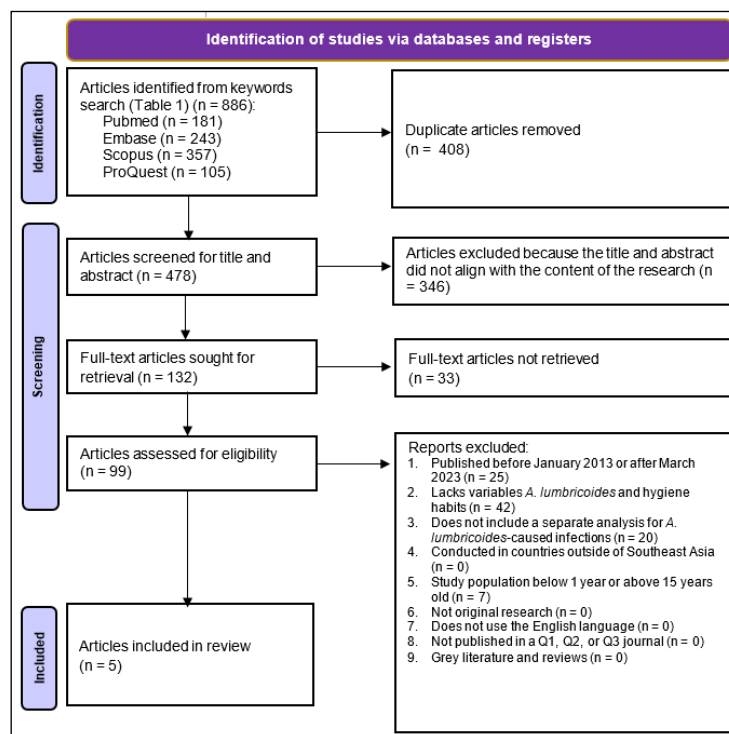 Identification of studies via databases and registers
Identification
Articles identified from keywords
search (Table 1) (n = 886):
Pubmed (n = 181)
Embase (n = 243)
Scopus (n = 357)
ProQuest (n = 105)
Duplicate articles removed
(n = 408)
Screening
Articles screened for title and
abstract (n = 478)
Articles excluded because the title and abstract
did not align with the content of the research (n
= 346)
Full-text articles sought for
retrieval (n = 132)
Full-text articles not retrieved
(n = 33)
Articles assessed for eligibility
(n = 99)
Reports excluded:
1. Published before January 2013 or after March
2023 (n = 25)
2. Lacks variables A. lumbricoides and hygiene
habits (n = 42)
3. Does not include a separate analysis for A.
lumbricoides-caused infections (n = 20)
4. Conducted in countries outside of Southeast Asia
(n = 0)
5. Study population below 1 year or above 15 years
old (n = 7)
6. Not original research (n = 0)
7. Does not use the English language (n = 0)
8. Not published in a Q1, Q2, or Q3 journal (n = 0)
9. Grey literature and reviews (n = 0)
Included
Articles included in review
(n = 5)